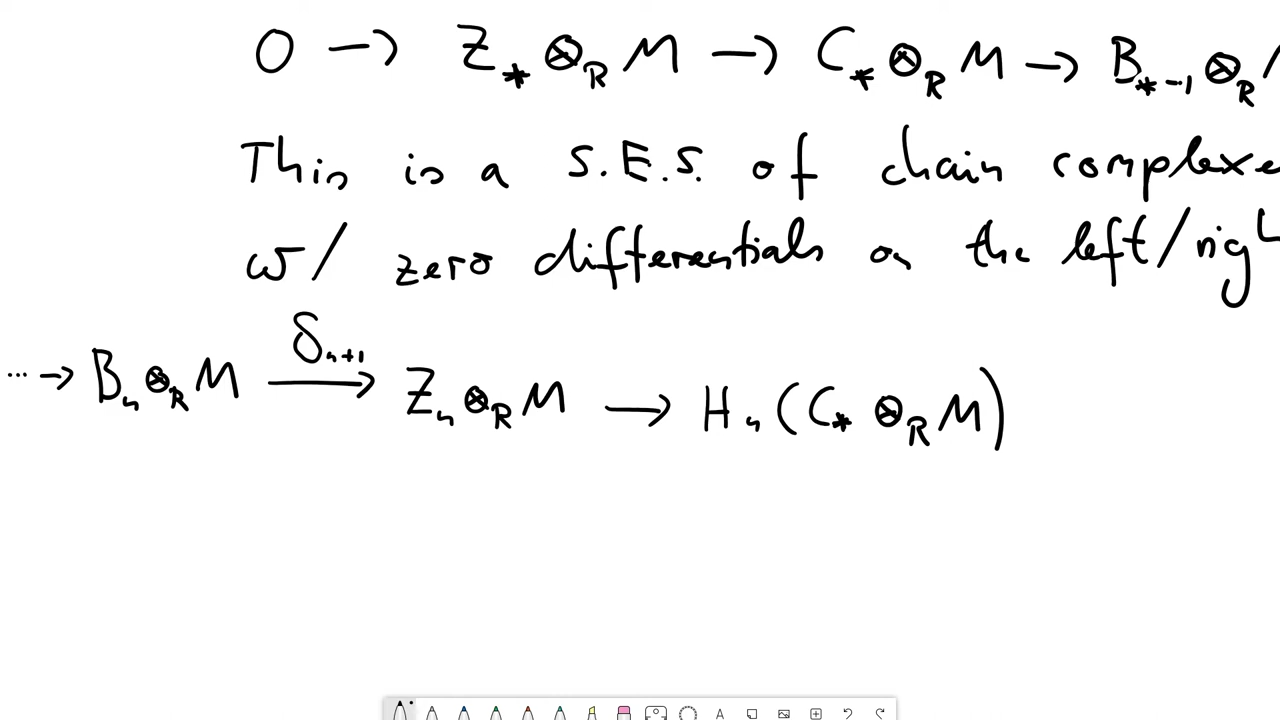 0 → Z_* ⊗_R M → C_* ⊗_R M → B_{*-1} ⊗_R
This is a S.E.S. of chain complexe
w/ zero differentials on the left/righ
... → B_n ⊗_R M →^{δ_{n+1}} Z_n ⊗_R M → H_n(C_* ⊗_R M)